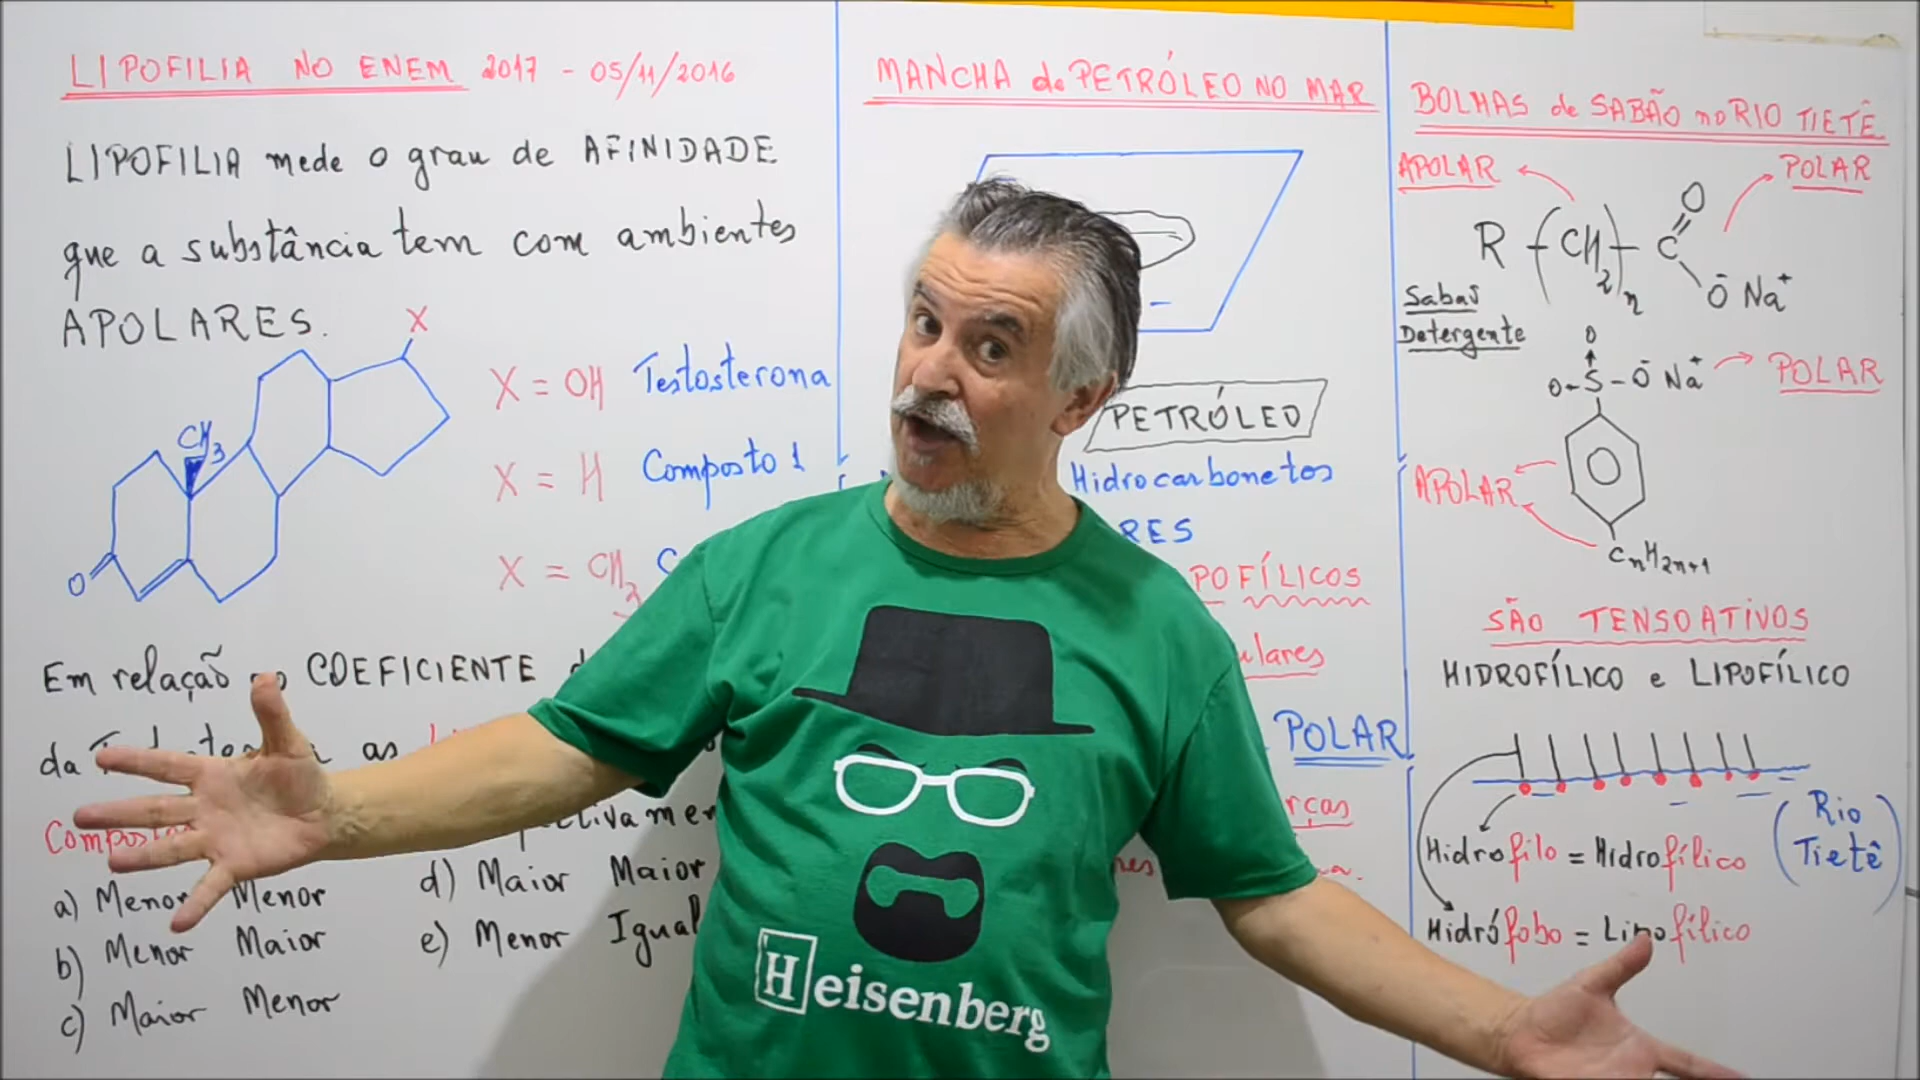 LIPOFILIA NO ENEM 2017 - 05/11/2016
LIPOFILIA mede o grau de AFINIDADE
que a substância tem com ambientes
APOLARES.
X
CH3
O
X = OH Testosterona
X = H Composto 1
X = CH3
Em relação COEFICIENTE
da as
a) Menor Menor
b) Menor Maior
c) Maior Menor
d) Maior Maior
e) Menor Igual
MANCHA de PETRÓLEO NO MAR
PETRÓLEO
Hidrocarbonetos
RES
POFÍLICOS
ulares
POLAR
rças
BOLHAS de SABÃO no RIO TIETÊ
APOLAR POLAR
R-(CH2)n-C
O
Ō Na+
Sabaõ
Detergente
O
O←S-Ō Na+ POLAR
APOLAR
CnH2n+1
SÃO TENSOATIVOS
HIDROFÍLICO e LIPOFÍLICO
Hidrofilo = Hidrofílico
(Rio
Tietê)
Hidrófobo = Lipofílico
Heisenberg